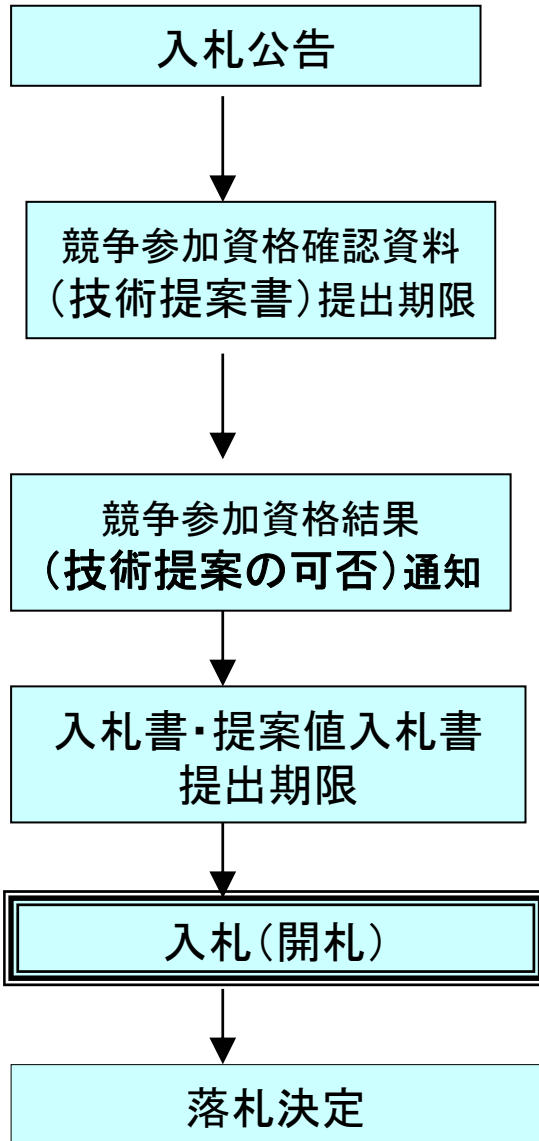 入札公告
競争参加資格確認資料
（技術提案書）提出期限
競争参加資格結果
（技術提案の可否）通知
入札書・提案値入札書
提出期限
入札（開札）
落札決定